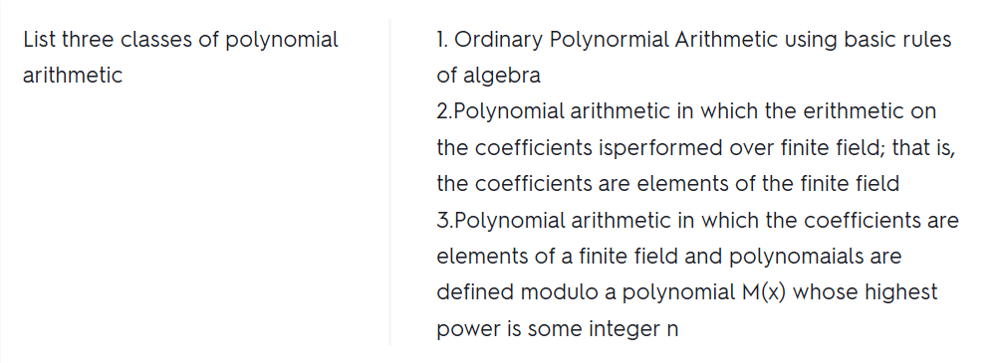 List three classes of polynomial
arithmetic
1. Ordinary Polynormial Arithmetic using basic rules
of algebra
2.Polynomial arithmetic in which the erithmetic on
the coefficients isperformed over finite field; that is,
the coefficients are elements of the finite field
3.Polynomial arithmetic in which the coefficients are
elements of a finite field and polynomaials are
defined modulo a polynomial M(x) whose highest
power is some integer n